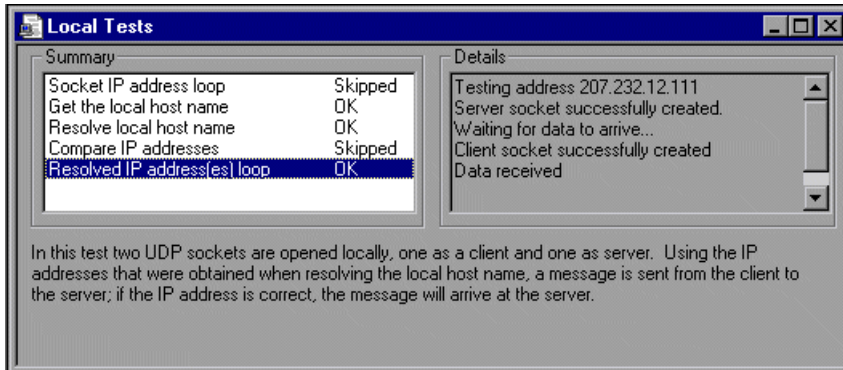 Local Tests
Summary
Socket IP address loop Skipped
Get the local host name OK
Resolve local host name OK
Compare IP addresses Skipped
Resolved IP address(es) loop OK
Details
Testing address 207.232.12.111
Server socket successfully created.
Waiting for data to arrive...
Client socket successfully created
Data received
In this test two UDP sockets are opened locally, one as a client and one as server. Using the IP
addresses that were obtained when resolving the local host name, a message is sent from the client to
the server; if the IP address is correct, the message will arrive at the server.